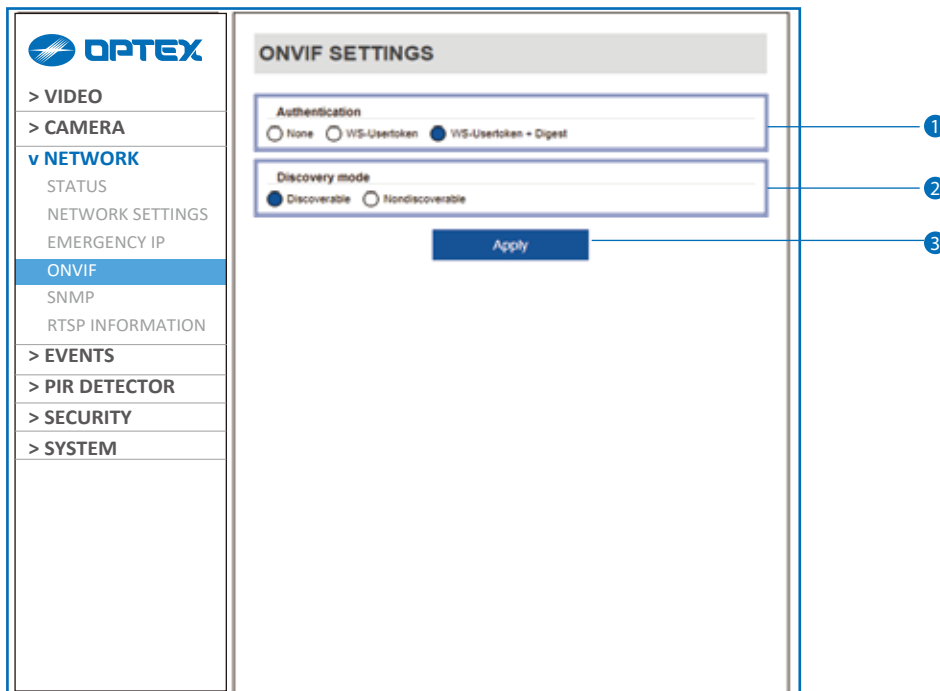 OPTEX
> VIDEO
> CAMERA
v NETWORK
STATUS
NETWORK SETTINGS
EMERGENCY IP
ONVIF
SNMP
RTSP INFORMATION
> EVENTS
> PIR DETECTOR
> SECURITY
> SYSTEM
ONVIF SETTINGS
Authentication
None WS-Usertoken WS-Usertoken + Digest
1
Discovery mode
Discoverable Nondiscoverable
2
Apply
3